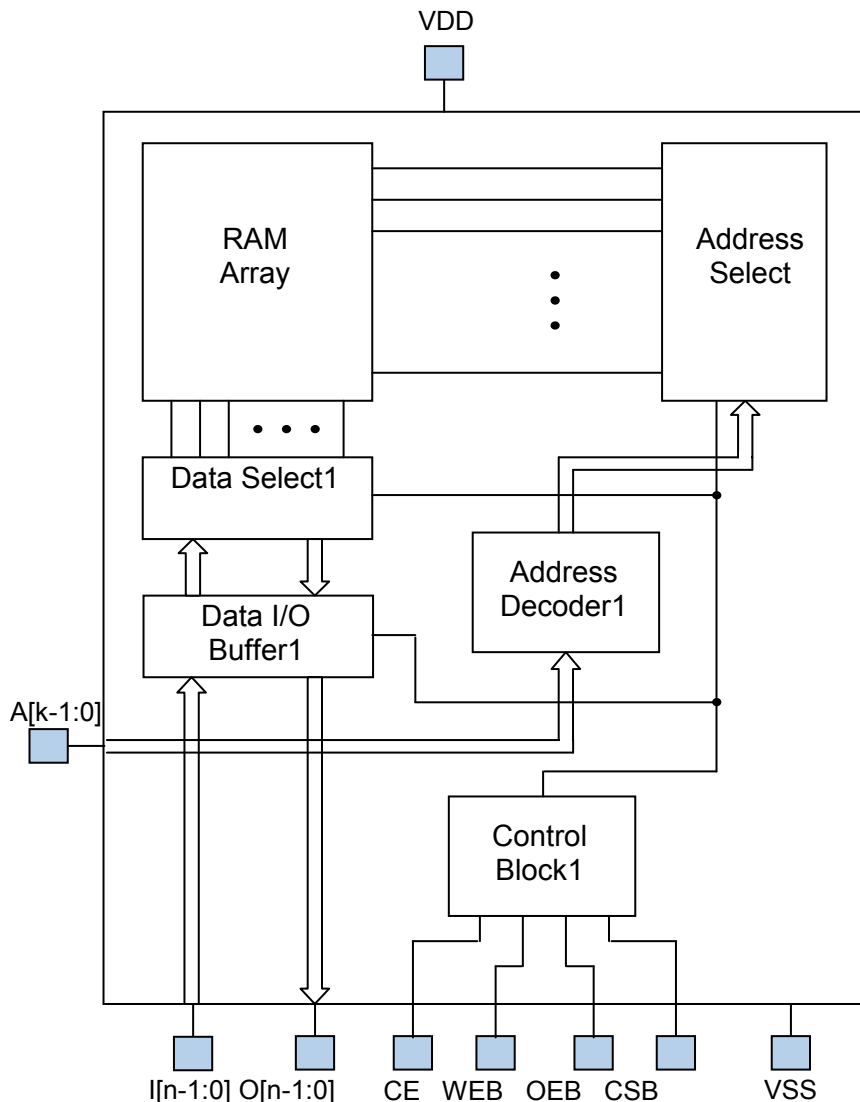 VDD
RAM
Array
Address
Select
Data Select1
Address
Decoder1
Data I/O
Buffer1
A[k-1:0]
Control
Block1
I[n-1:0] O[n-1:0] CE WEB OEB CSB VSS